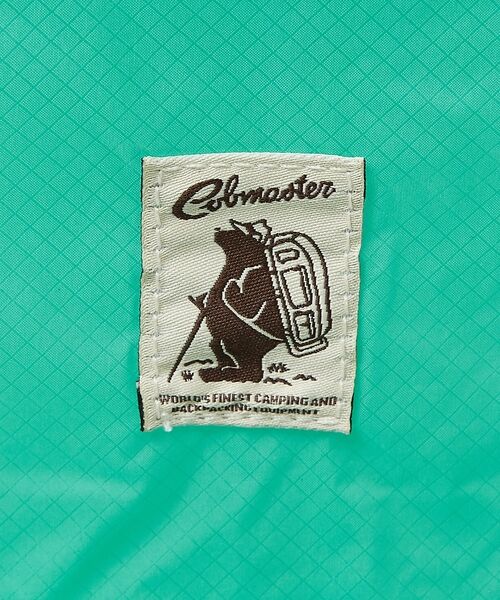 Cobmaster
WORLD'S FINEST CAMPING AND
BACKPACKING EQUIPMENT